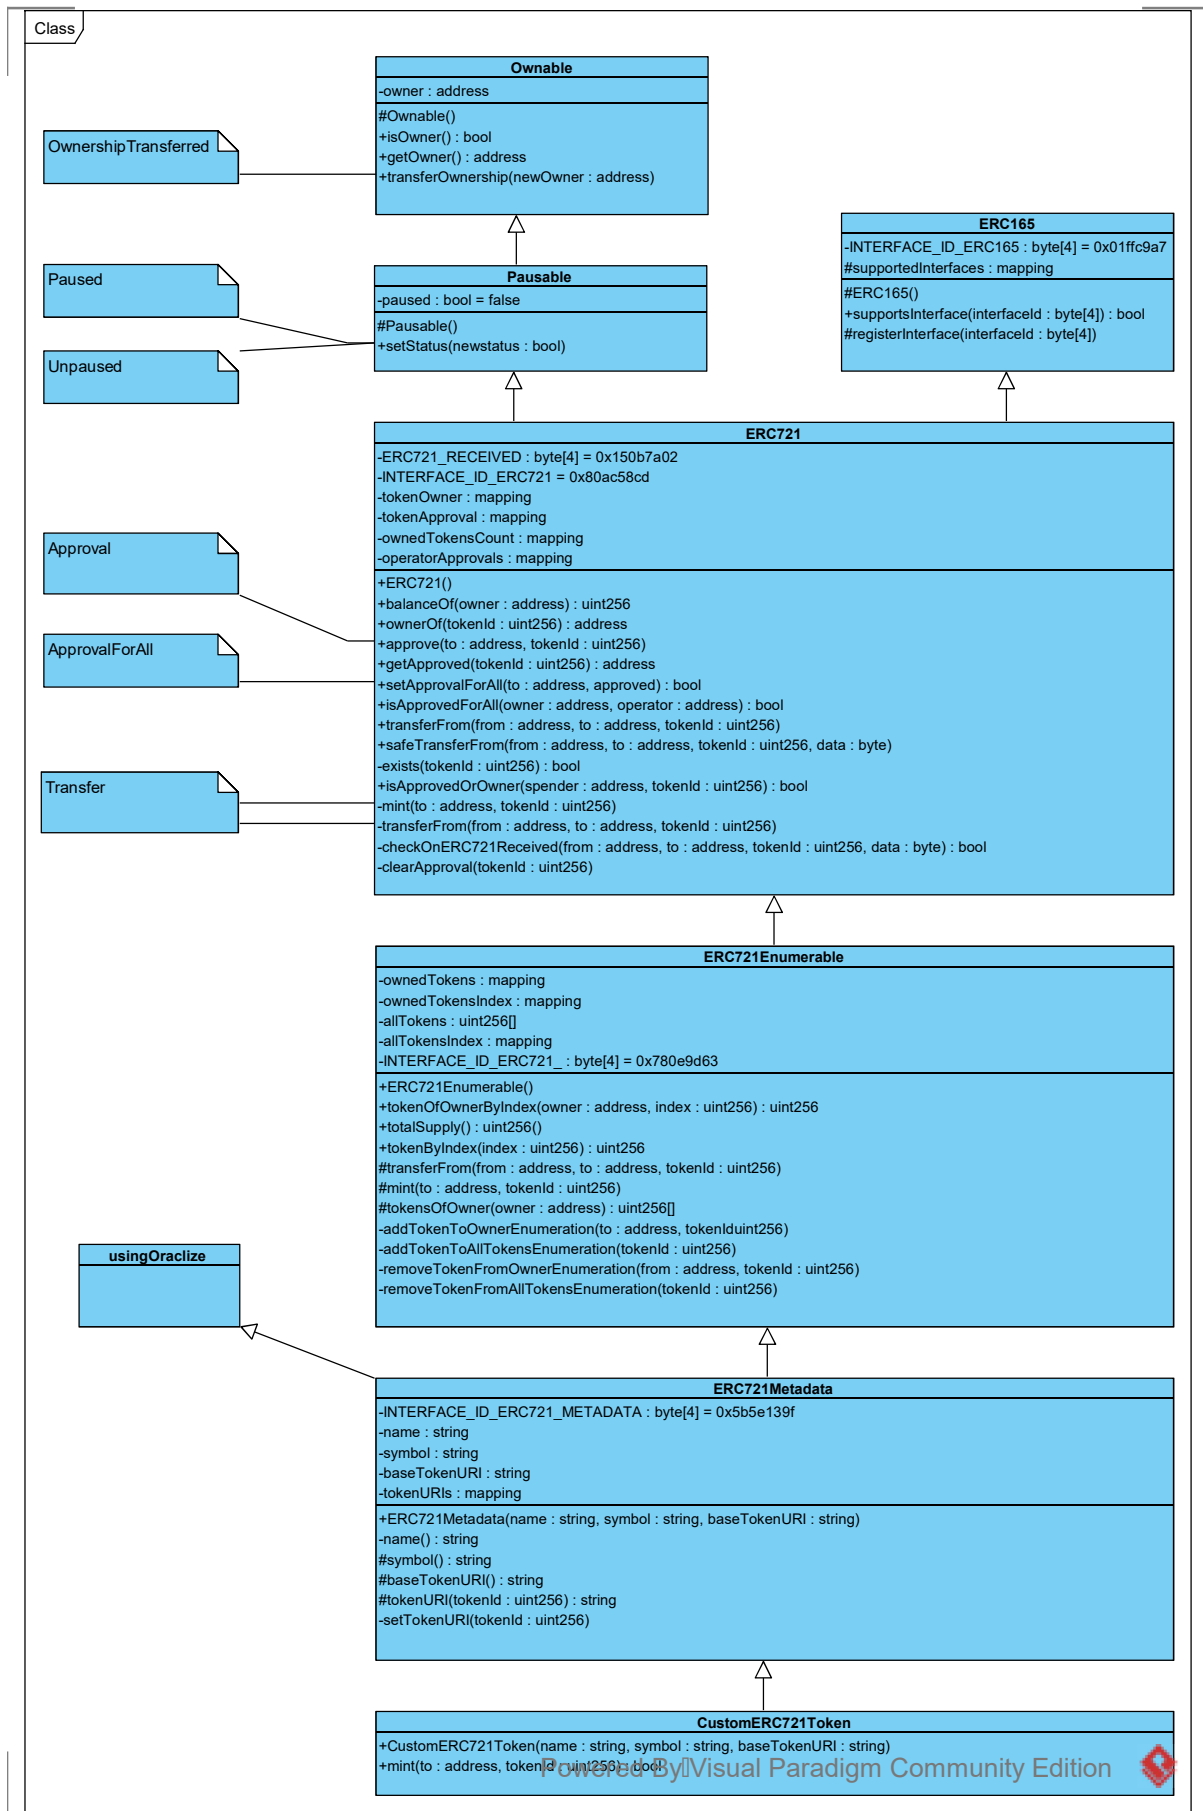 Class
Ownable
-owner : address
#Ownable()
+isOwner() : bool
+getOwner() : address
+transferOwnership(newOwner : address)
OwnershipTransferred
ERC165
-INTERFACE_ID_ERC165 : byte[4] = 0x01ffc9a7
#supportedInterfaces : mapping
#ERC165()
+supportsInterface(interfaceId : byte[4]) : bool
#registerInterface(interfaceId : byte[4])
Paused
Unpaused
Pausable
-paused : bool = false
#Pausable()
+setStatus(newstatus : bool)
ERC721
-ERC721_RECEIVED : byte[4] = 0x150b7a02
-INTERFACE_ID_ERC721 = 0x80ac58cd
-tokenOwner : mapping
-tokenApproval : mapping
-ownedTokensCount : mapping
-operatorApprovals : mapping
+ERC721()
+balanceOf(owner : address) : uint256
+ownerOf(tokenId : uint256) : address
+approve(to : address, tokenId : uint256)
+getApproved(tokenId : uint256) : address
+setApprovalForAll(to : address, approved) : bool
+isApprovedForAll(owner : address, operator : address) : bool
+transferFrom(from : address, to : address, tokenId : uint256)
+safeTransferFrom(from : address, to : address, tokenId : uint256, data : byte)
-exists(tokenId : uint256) : bool
+isApprovedOrOwner(spender : address, tokenId : uint256) : bool
-mint(to : address, tokenId : uint256)
-transferFrom(from : address, to : address, tokenId : uint256)
-checkOnERC721Received(from : address, to : address, tokenId : uint256, data : byte) : bool
-clearApproval(tokenId : uint256)
Approval
ApprovalForAll
Transfer
ERC721Enumerable
-ownedTokens : mapping
-ownedTokensIndex : mapping
-allTokens : uint256[]
-allTokensIndex : mapping
-INTERFACE_ID_ERC721_ : byte[4] = 0x780e9d63
+ERC721Enumerable()
+tokenOfOwnerByIndex(owner : address, index : uint256) : uint256
+totalSupply() : uint256()
+tokenByIndex(index : uint256) : uint256
#transferFrom(from : address, to : address, tokenId : uint256)
#mint(to : address, tokenId : uint256)
#tokensOfOwner(owner : address) : uint256[]
-addTokenToOwnerEnumeration(to : address, tokenIduint256)
-addTokenToAllTokensEnumeration(tokenId : uint256)
-removeTokenFromOwnerEnumeration(from : address, tokenId : uint256)
-removeTokenFromAllTokensEnumeration(tokenId : uint256)
usingOraclize
ERC721Metadata
-INTERFACE_ID_ERC721_METADATA : byte[4] = 0x5b5e139f
-name : string
-symbol : string
-baseTokenURI : string
-tokenURIs : mapping
+ERC721Metadata(name : string, symbol : string, baseTokenURI : string)
-name() : string
#symbol() : string
#baseTokenURI() : string
#tokenURI(tokenId : uint256) : string
-setTokenURI(tokenId : uint256)
CustomERC721Token
+CustomERC721Token(name : string, symbol : string, baseTokenURI : string)
+mint(to : address, tokenId : uint256) : bool
Powered By Visual Paradigm Community Edition